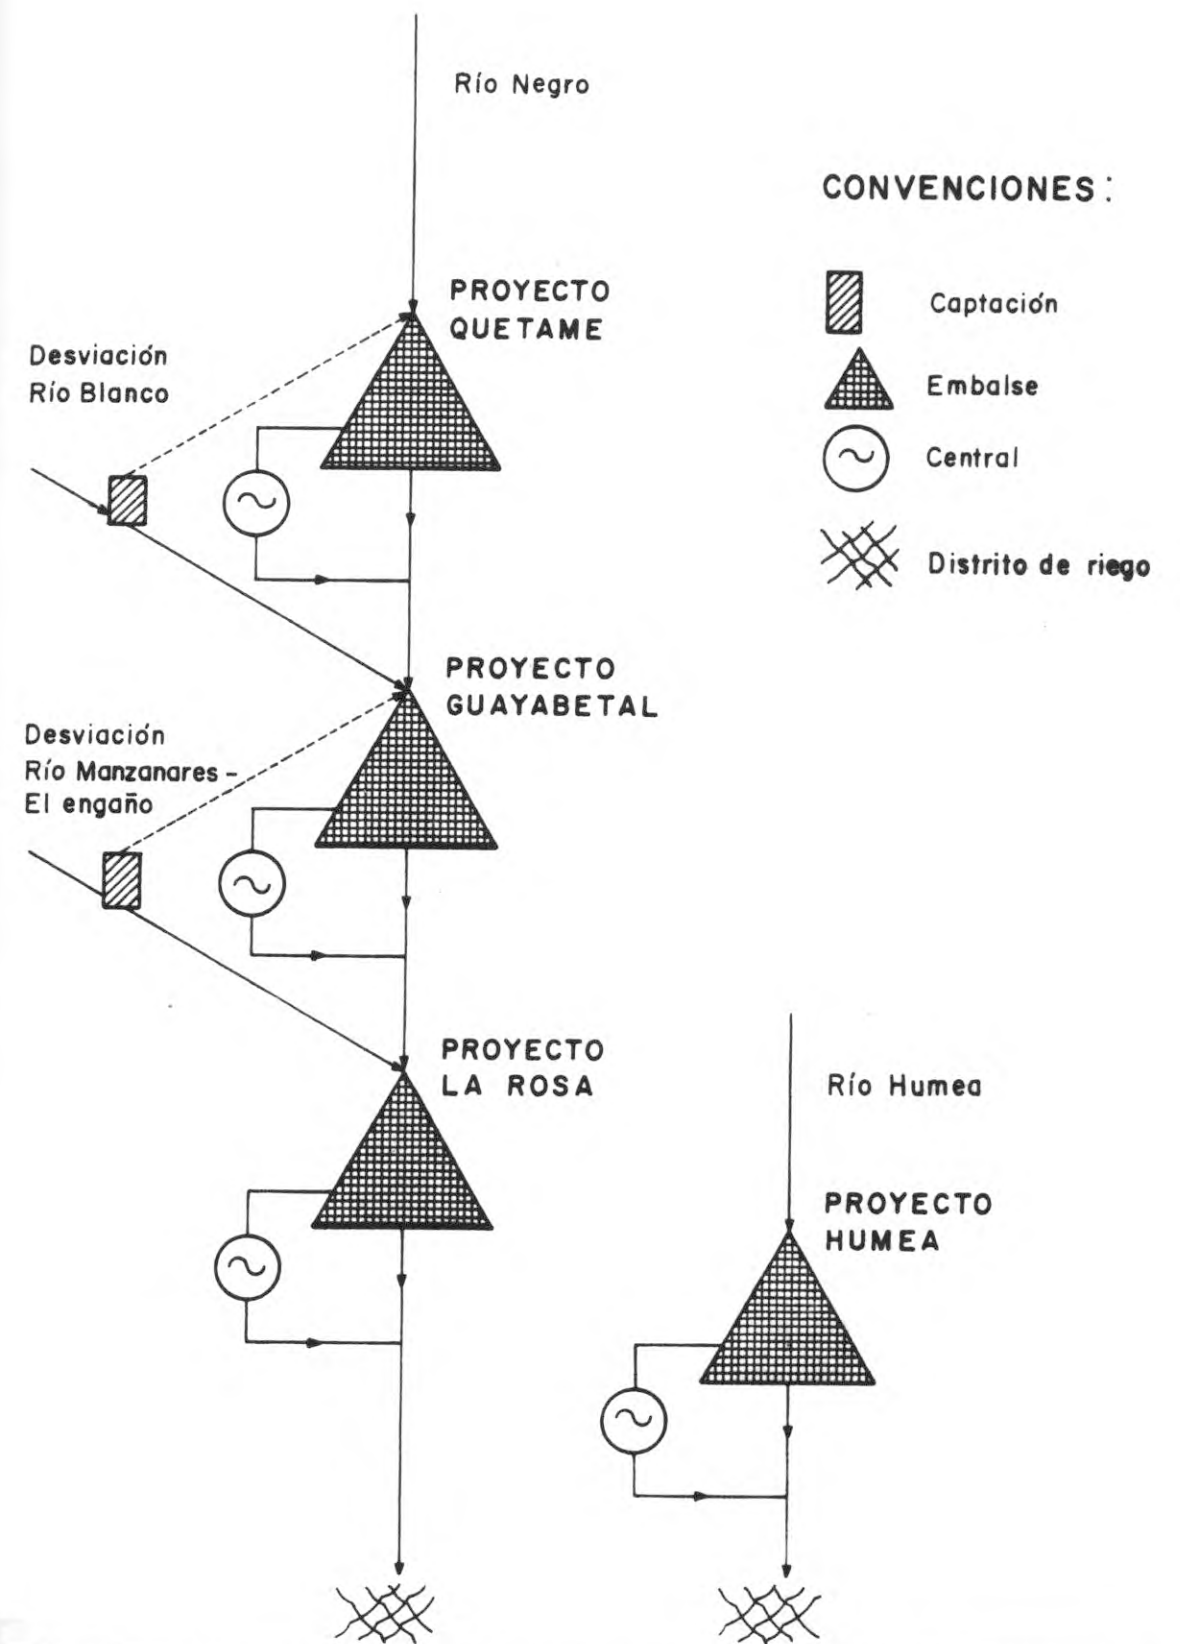 Río Negro
CONVENCIONES:
Captación
Embalse
Central
Distrito de riego
PROYECTO
QUETAME
Desviación
Río Blanco
PROYECTO
GUAYABETAL
Desviación
Río Manzanares -
El engaño
PROYECTO
LA ROSA
Río Humea
PROYECTO
HUMEA